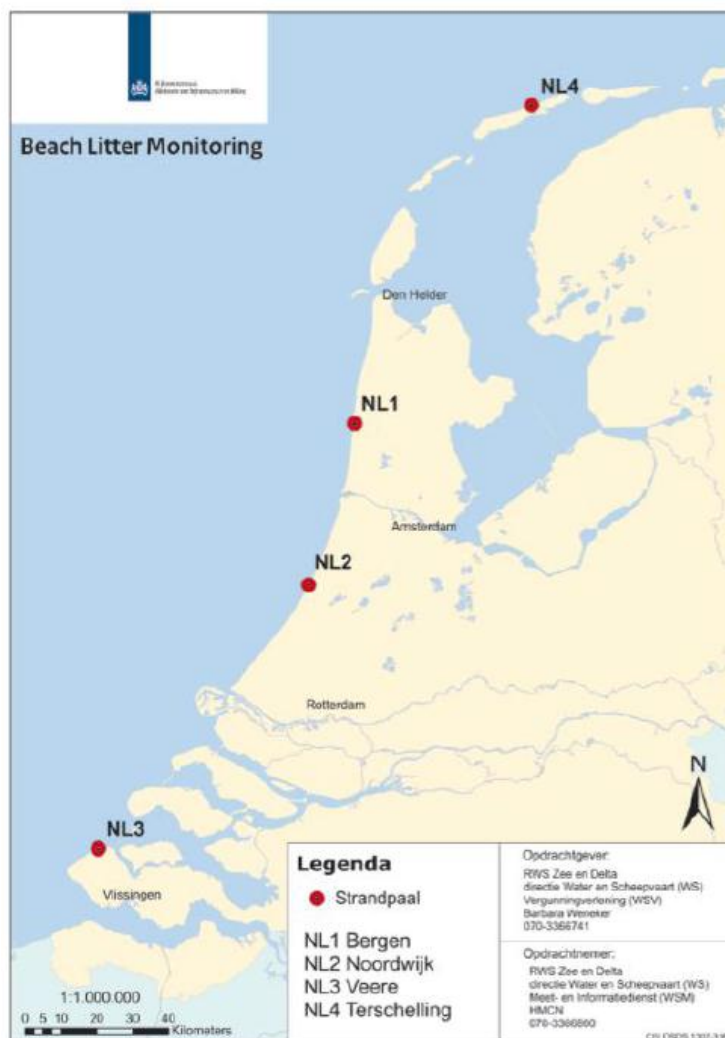 Beach Litter Monitoring
NL4
Den Helder
NL1
Amsterdam
NL2
Rotterdam
NL3
Vlissingen
N
1:1.000.000
0 5 10 20 30 40
Kilometers
Legenda
Strandpaal
NL1 Bergen
NL2 Noordwijk
NL3 Veere
NL4 Terschelling
Opdrachtgever:
RWS Zee en Delta
directie Water en Scheepvaart (WS)
Vergunningverlening (WSV)
Barbara Weneker
070-3366741
Opdrachtnemer:
RWS Zee en Delta
directie Water en Scheepvaart (WS)
Meet- en Informatiedienst (WSM)
HMCN